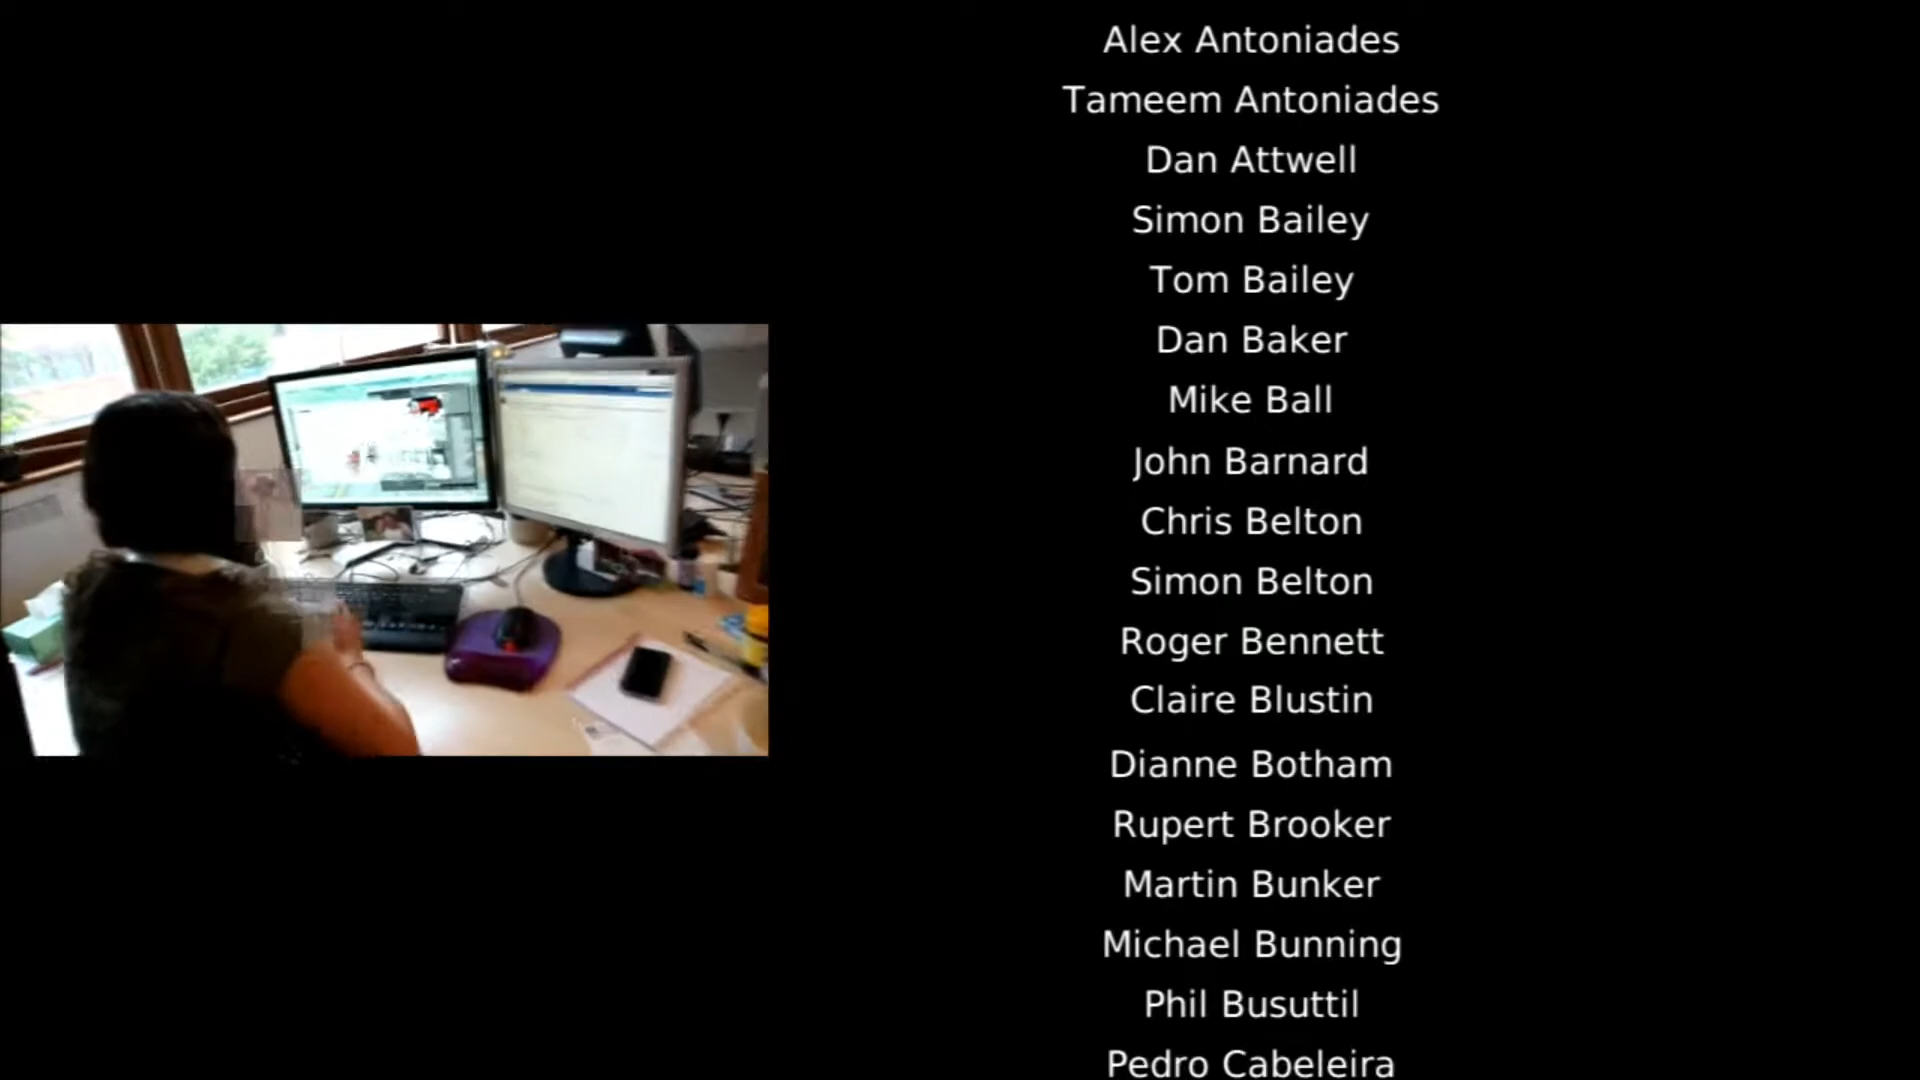 Alex Antoniades
Tameem Antoniades
Dan Attwell
Simon Bailey
Tom Bailey
Dan Baker
Mike Ball
John Barnard
Chris Belton
Simon Belton
Roger Bennett
Claire Blustin
Dianne Botham
Rupert Brooker
Martin Bunker
Michael Bunning
Phil Busuttil
Pedro Cabeleira